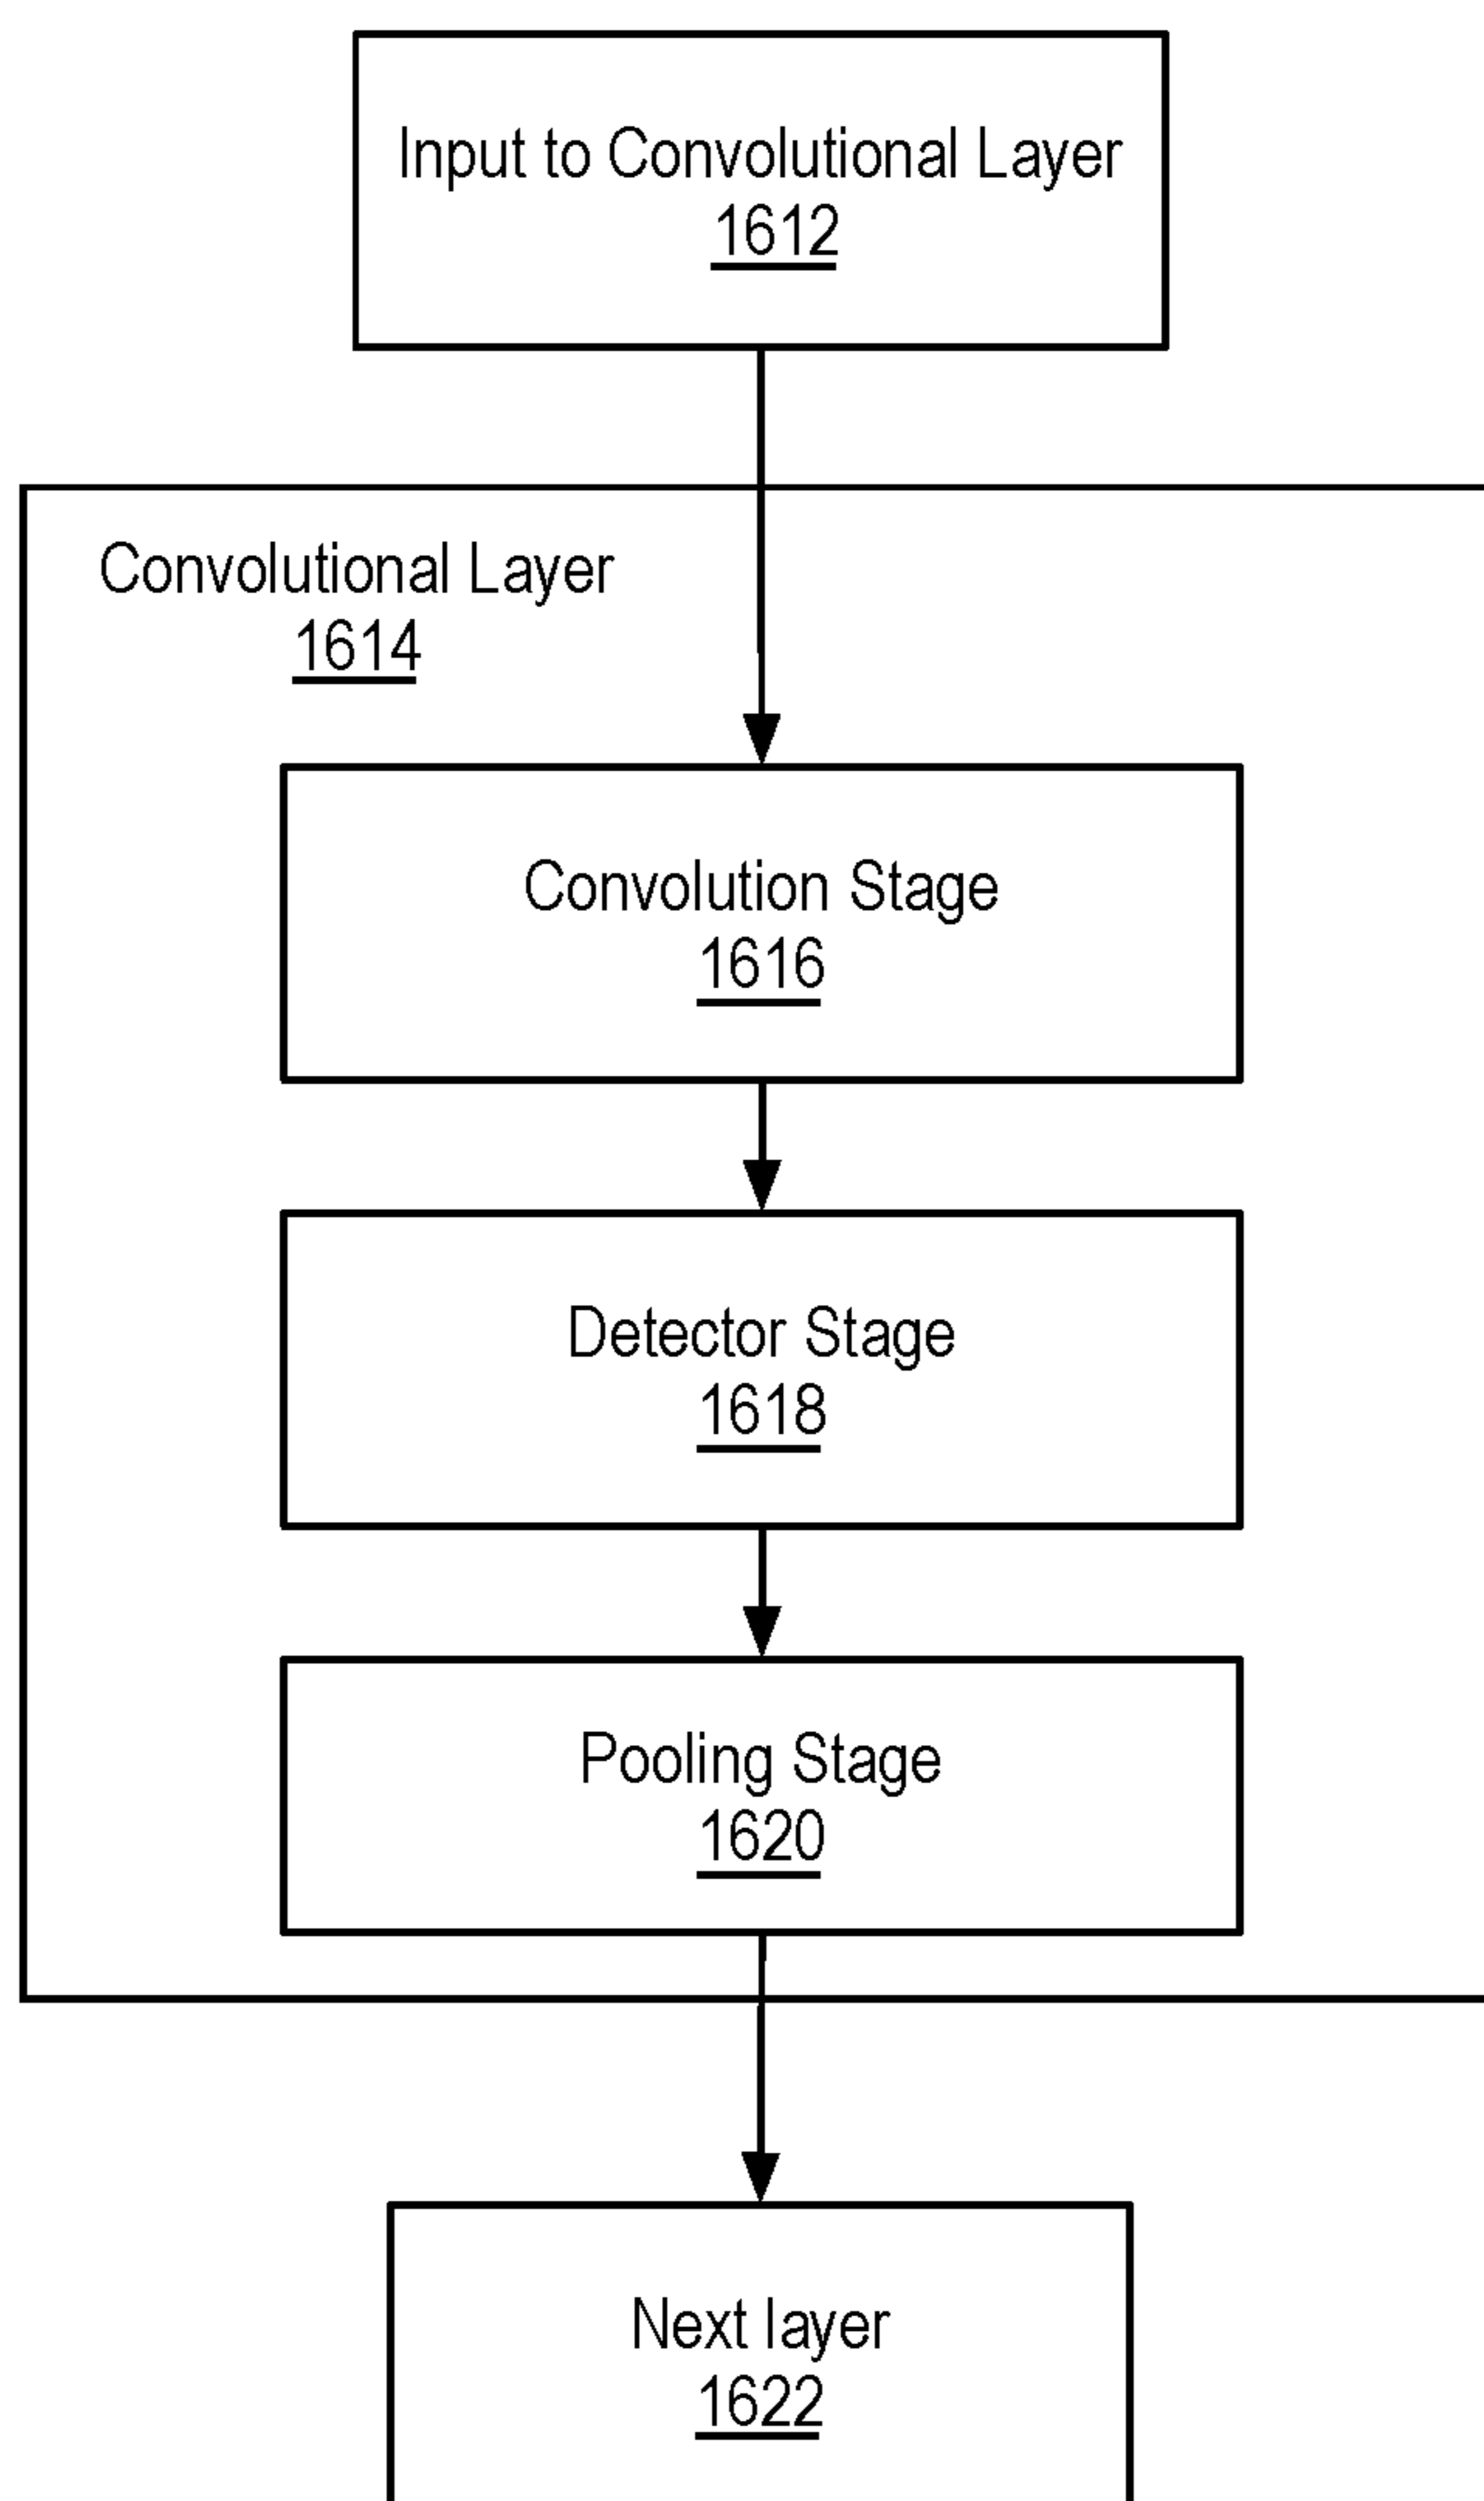 Input to Convolutional Layer
1612
Convolutional Layer
1614
Convolution Stage
1616
Detector Stage
1618
Pooling Stage
1620
Next layer
1622